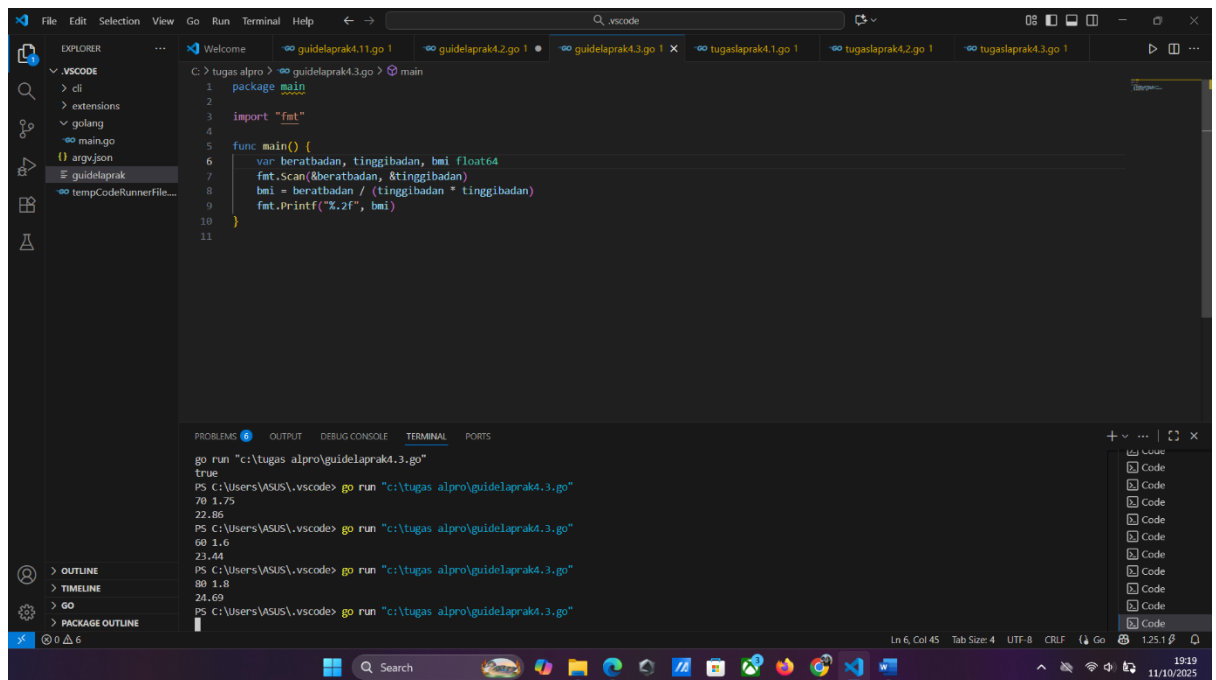 File Edit Selection View Go Run Terminal Help
.vscode
EXPLORER
Welcome
guidelaprak4.11.go 1
guidelaprak4.2.go 1
guidelaprak4.3.go 1
tugaslaprak4.1.go 1
tugaslaprak4,2.go 1
tugaslaprak4.3.go 1
.VSCODE
cli
extensions
golang
main.go
argv.json
guidelaprak
tempCodeRunnerFile....
C: > tugas alpro > guidelaprak4.3.go > main
1 package main
2
3 import "fmt"
4
5 func main() {
6 var beratbadan, tinggibadan, bmi float64
7 fmt.Scan(&beratbadan, &tinggibadan)
8 bmi = beratbadan / (tinggibadan * tinggibadan)
9 fmt.Printf("%.2f", bmi)
10 }
11
PROBLEMS 6 OUTPUT DEBUG CONSOLE TERMINAL PORTS
go run "c:\tugas alpro\guidelaprak4.3.go"
true
PS C:\Users\ASUS\.vscode> go run "c:\tugas alpro\guidelaprak4.3.go"
70 1.75
22.86
PS C:\Users\ASUS\.vscode> go run "c:\tugas alpro\guidelaprak4.3.go"
60 1.6
23.44
PS C:\Users\ASUS\.vscode> go run "c:\tugas alpro\guidelaprak4.3.go"
80 1.8
24.69
PS C:\Users\ASUS\.vscode> go run "c:\tugas alpro\guidelaprak4.3.go"
Code
Code
Code
Code
Code
Code
Code
Code
Code
Code
Code
OUTLINE
TIMELINE
GO
PACKAGE OUTLINE
0 6
Ln 6, Col 45 Tab Size: 4 UTF-8 CRLF Go 1.25.1
Search
19:19
11/10/2025